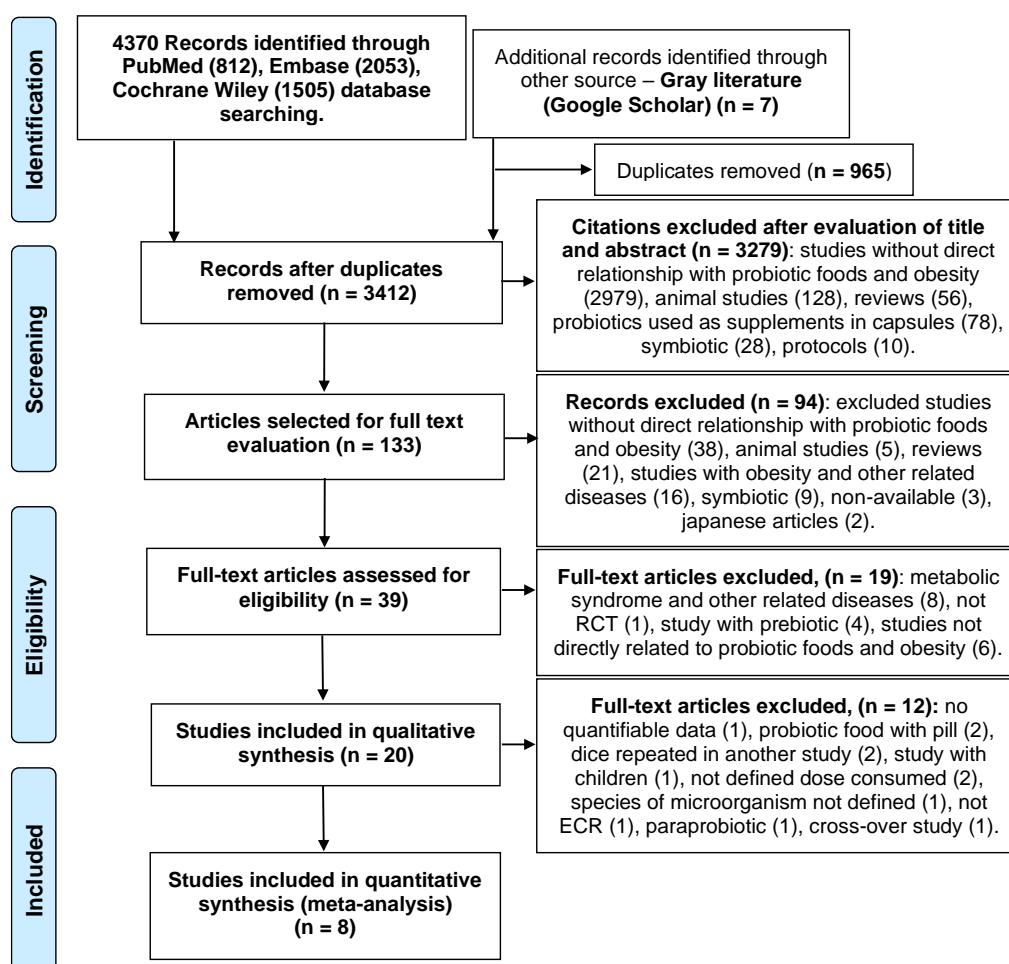 Identification
4370 Records identified through
PubMed (812), Embase (2053),
Cochrane Wiley (1505) database
searching.
Additional records identified through
other source – Gray literature
(Google Scholar) (n = 7)
Duplicates removed (n = 965)
Screening
Records after duplicates
removed (n = 3412)
Citations excluded after evaluation of title
and abstract (n = 3279): studies without direct
relationship with probiotic foods and obesity
(2979), animal studies (128), reviews (56),
probiotics used as supplements in capsules (78),
symbiotic (28), protocols (10).
Articles selected for full text
evaluation (n = 133)
Records excluded (n = 94): excluded studies
without direct relationship with probiotic foods
and obesity (38), animal studies (5), reviews
(21), studies with obesity and other related
diseases (16), symbiotic (9), non-available (3),
japanese articles (2).
Eligibility
Full-text articles assessed for
eligibility (n = 39)
Full-text articles excluded, (n = 19): metabolic
syndrome and other related diseases (8), not
RCT (1), study with prebiotic (4), studies not
directly related to probiotic foods and obesity (6).
Studies included in qualitative
synthesis (n = 20)
Full-text articles excluded, (n = 12): no
quantifiable data (1), probiotic food with pill (2),
dice repeated in another study (2), study with
children (1), not defined dose consumed (2),
species of microorganism not defined (1), not
ECR (1), paraprobiotic (1), cross-over study (1).
Included
Studies included in quantitative
synthesis (meta-analysis)
(n = 8)